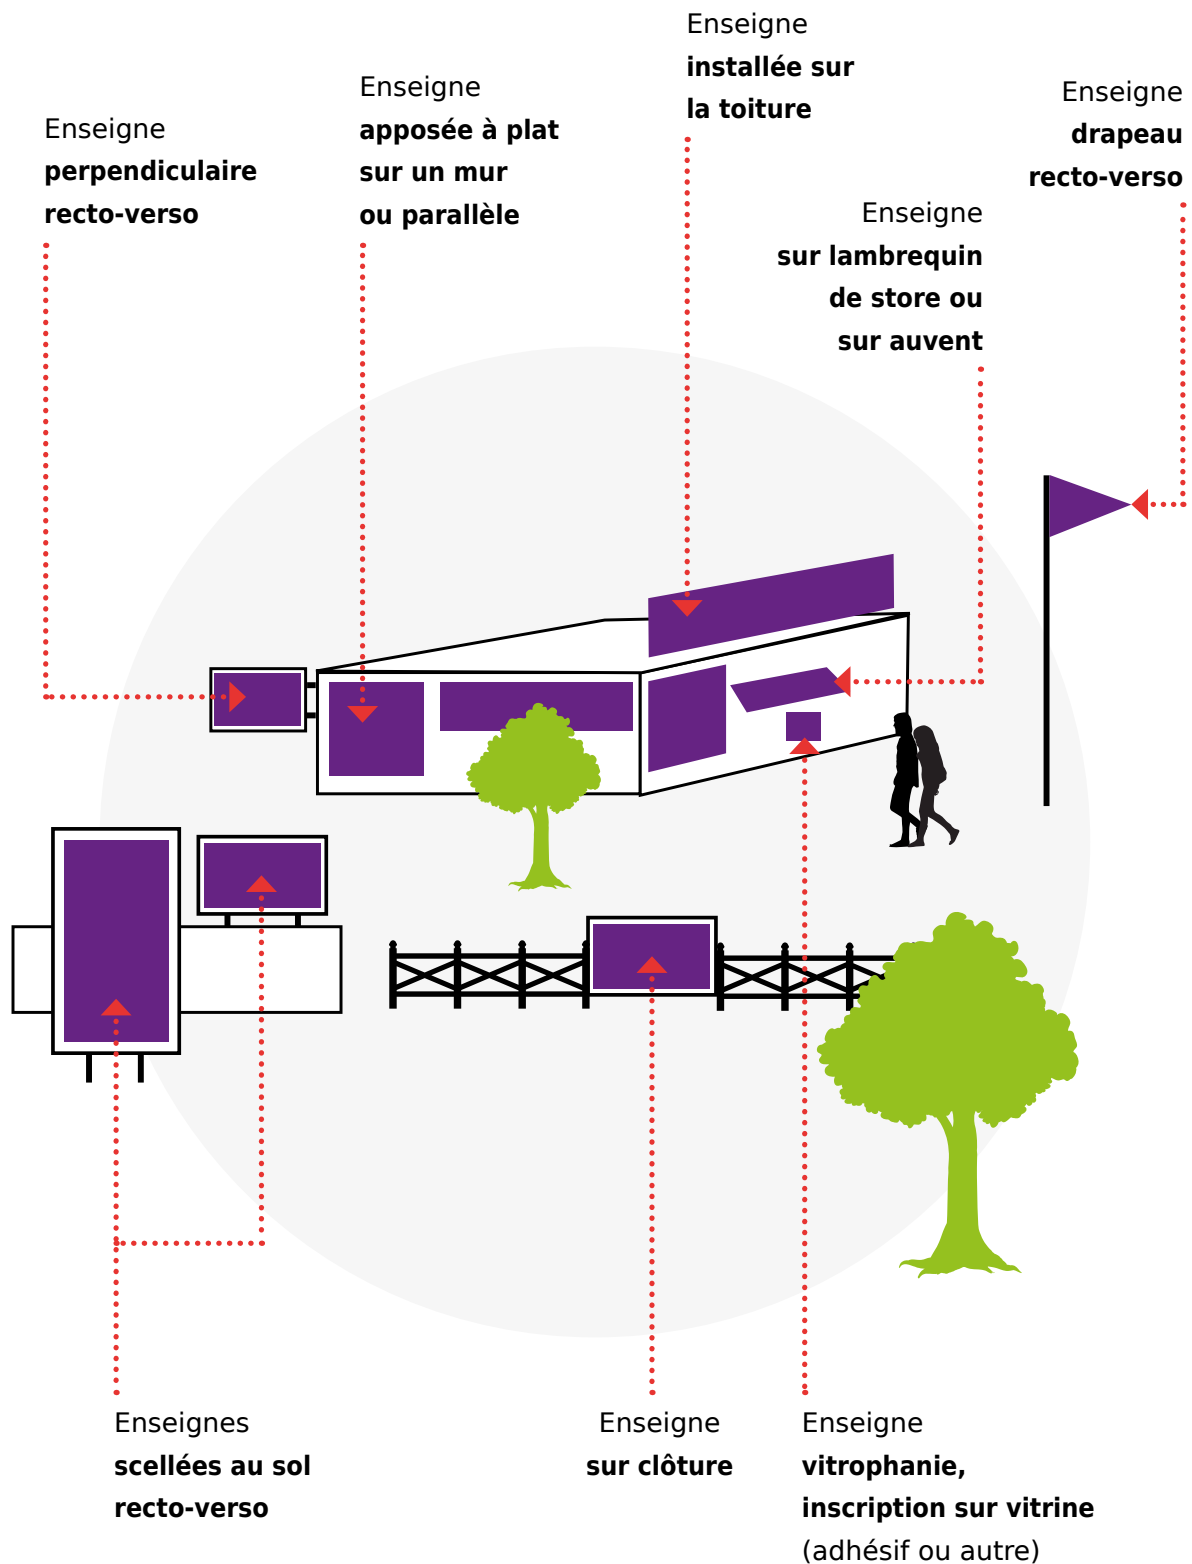 Enseigne
perpendiculaire
recto-verso
Enseigne
apposée à plat
sur un mur
ou parallèle
Enseigne
installée sur
la toiture
Enseigne
sur lambrequin
de store ou
sur auvent
Enseigne
drapeau
recto-verso
Enseignes
scellées au sol
recto-verso
Enseigne
sur clôture
Enseigne
vitrophanie,
inscription sur vitrine
(adhésif ou autre)